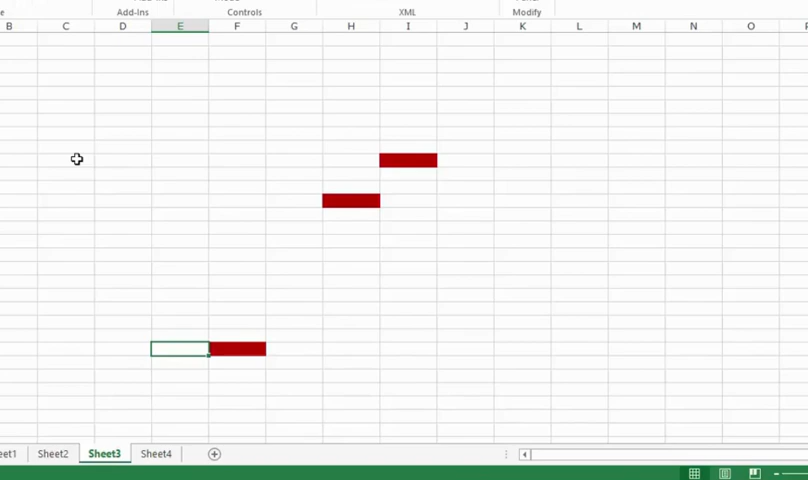 Add-Ins Controls XML Modify
B C D E F G H I J K L M N O
Sheet2 Sheet3 Sheet4